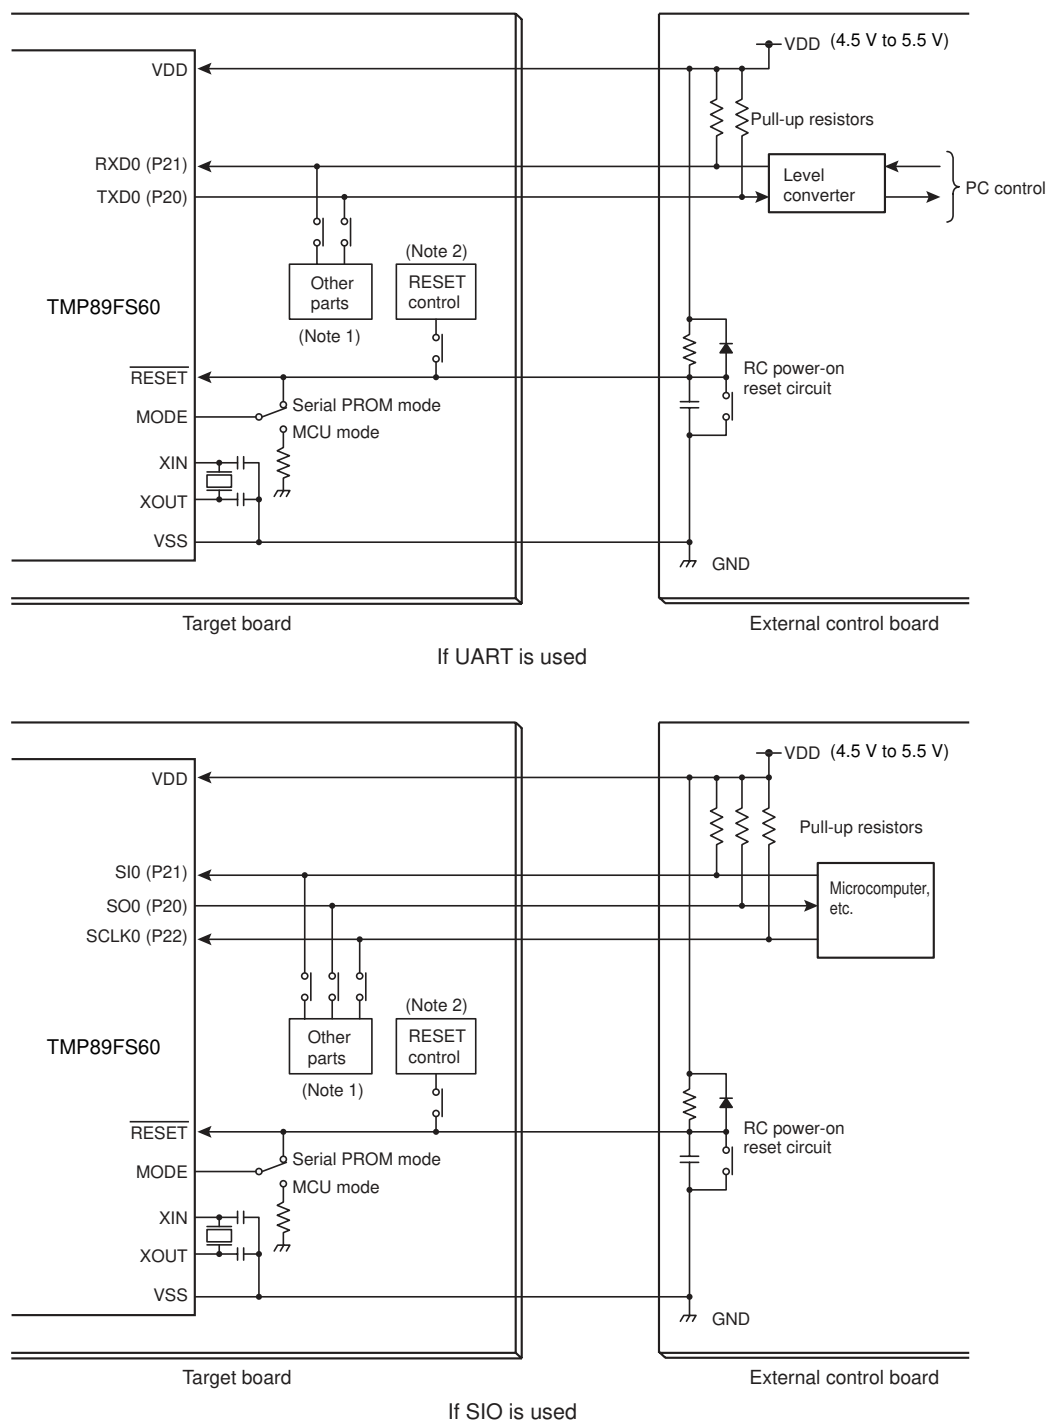 VDD (4.5 V to 5.5 V)
VDD
Pull-up resistors
RXD0 (P21)
TXD0 (P20)
Level
converter
PC control
(Note 2)
Other
parts
RESET
control
TMP89FS60
(Note 1)
RESET
RC power-on
reset circuit
MODE
Serial PROM mode
MCU mode
XIN
XOUT
VSS
GND
Target board
External control board
If UART is used
VDD (4.5 V to 5.5 V)
VDD
Pull-up resistors
SI0 (P21)
SO0 (P20)
SCLK0 (P22)
Microcomputer,
etc.
(Note 2)
Other
parts
RESET
control
TMP89FS60
(Note 1)
RESET
RC power-on
reset circuit
MODE
Serial PROM mode
MCU mode
XIN
XOUT
VSS
GND
Target board
External control board
If SIO is used